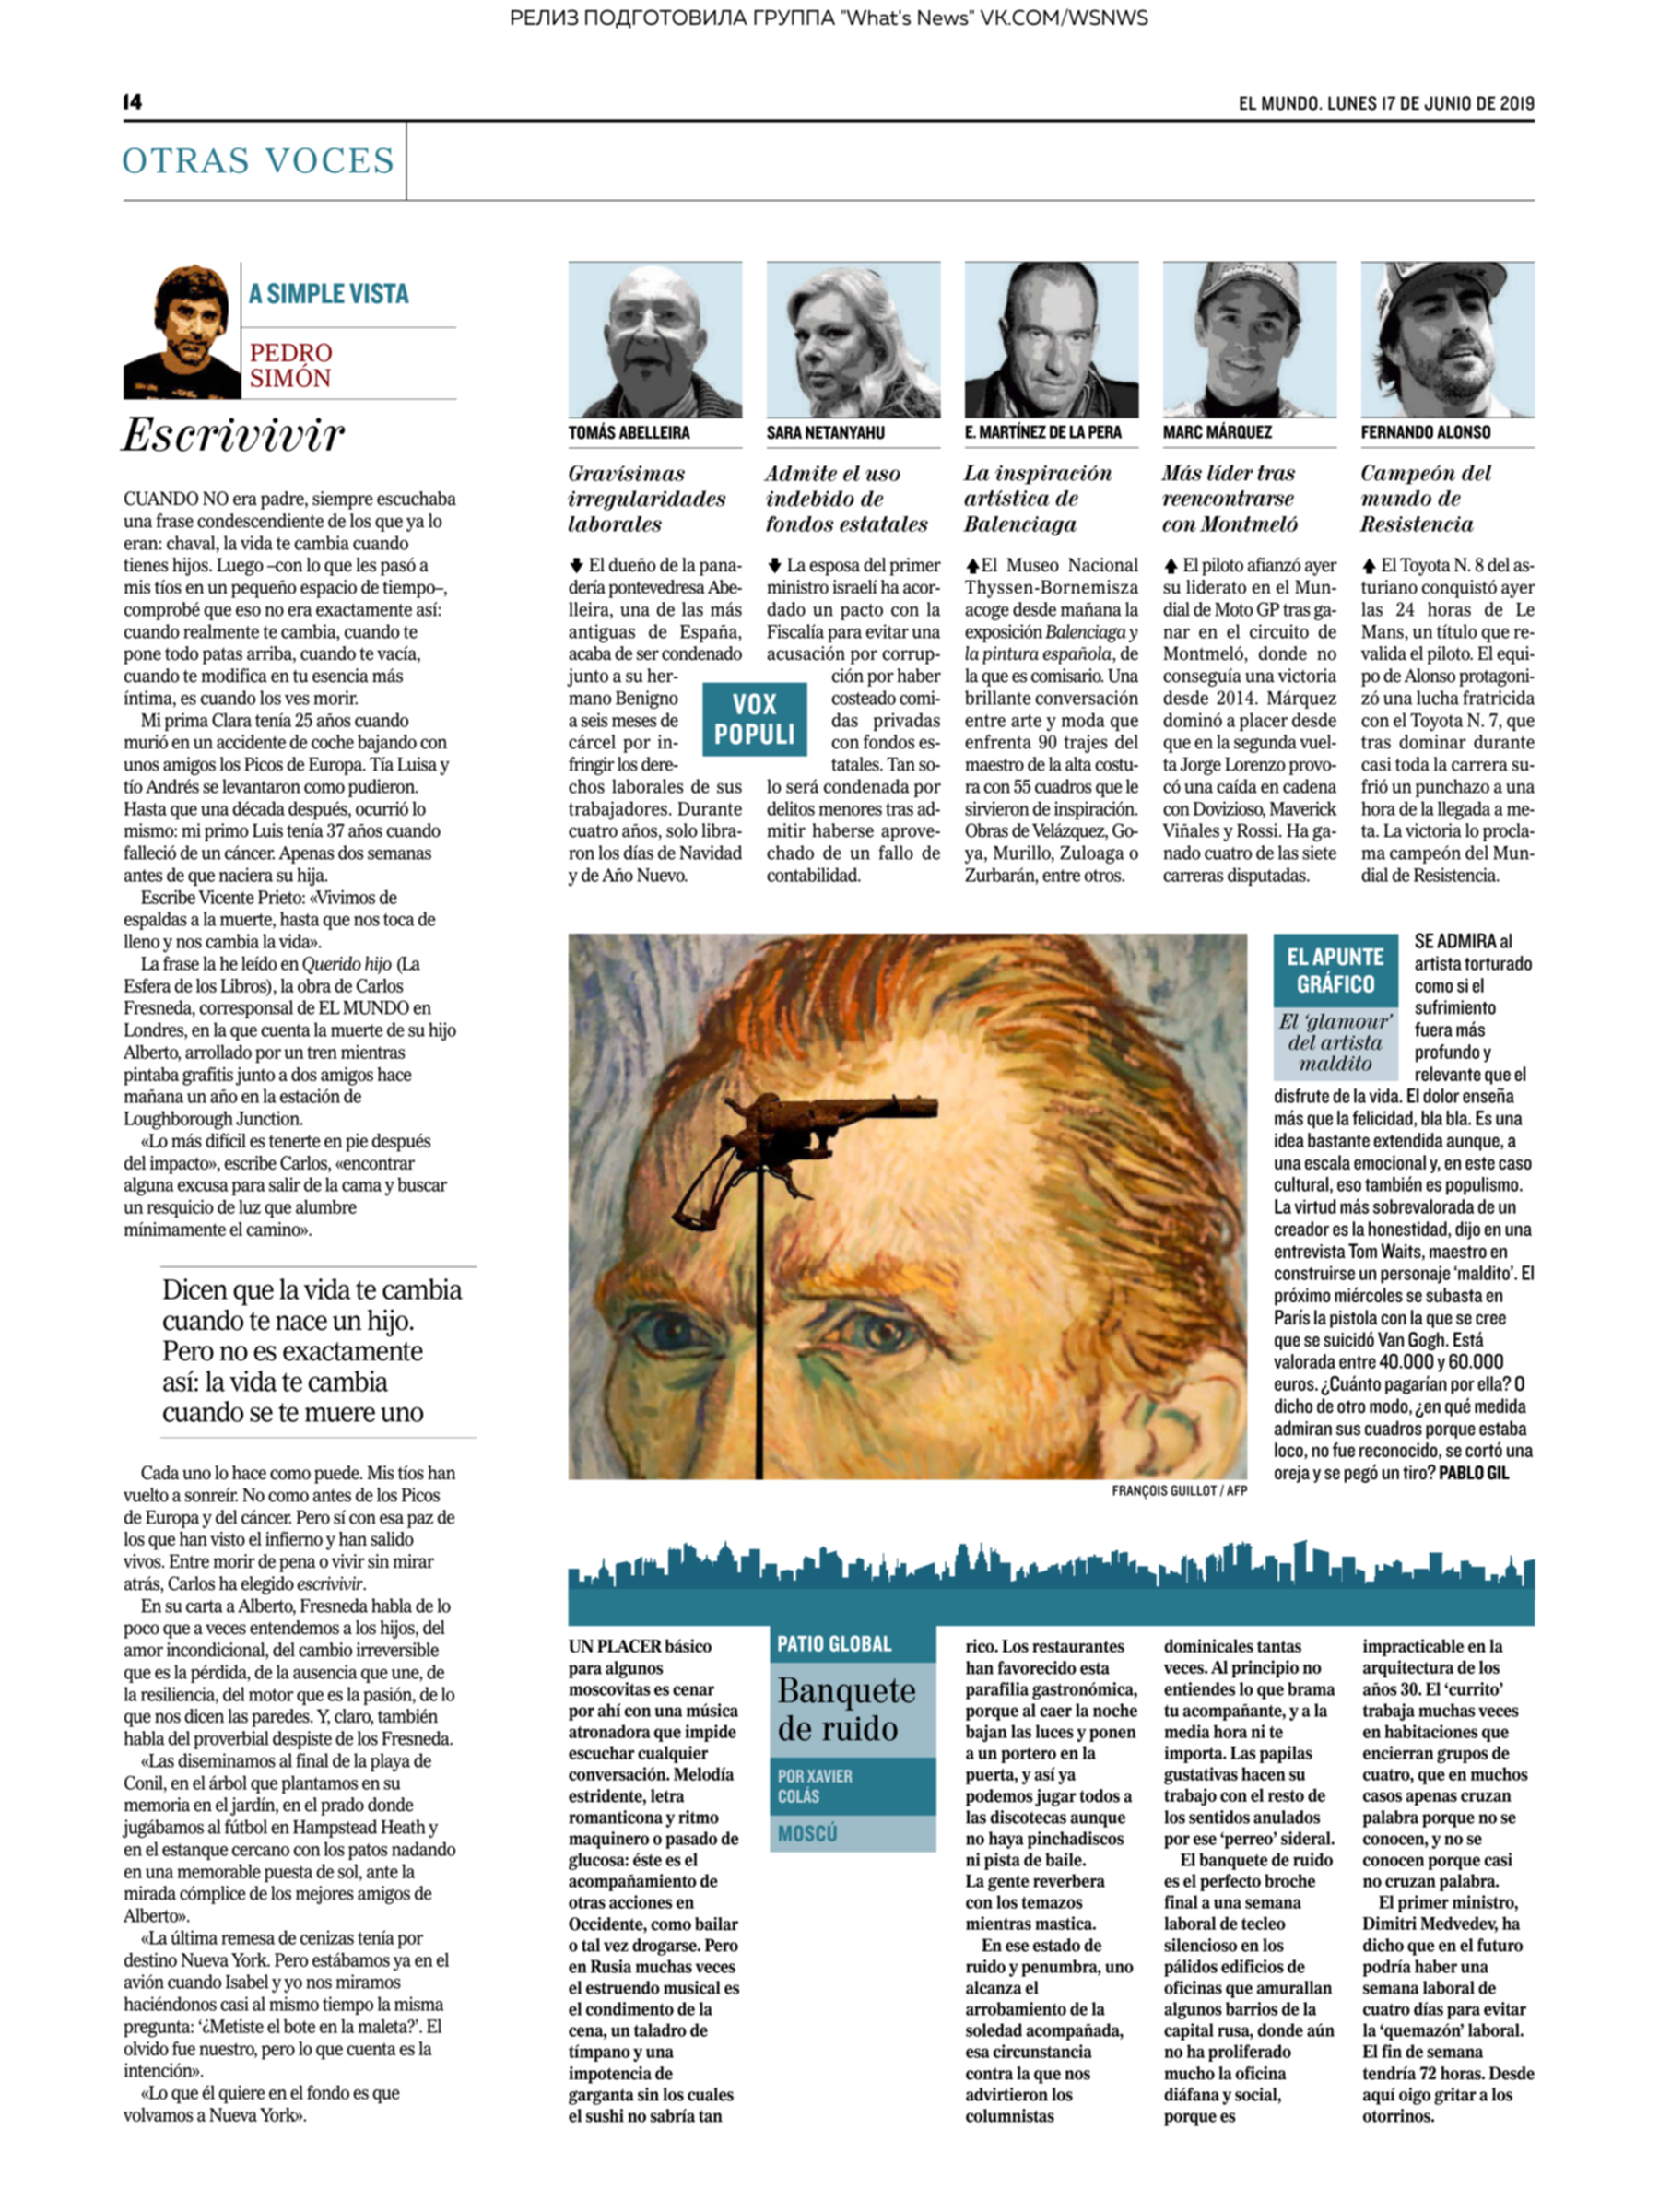 РЕЛИЗ ПОДГОТОВИЛА ГРУППА "What's News" VK.COM/WSNWS
14
EL MUNDO. LUNES 17 DE JUNIO DE 2019
OTRAS VOCES
A SIMPLE VISTA
PEDRO
SIMÓN
Escrivivir
CUANDO NO era padre, siempre escuchaba
una frase condescendiente de los que ya lo
eran: chaval, la vida te cambia cuando
tienes hijos. Luego –con lo que les pasó a
mis tíos en un pequeño espacio de tiempo–,
comprobé que eso no era exactamente así:
cuando realmente te cambia, cuando te
pone todo patas arriba, cuando te vacía,
cuando te modifica en tu esencia más
íntima, es cuando los ves morir.
Mi prima Clara tenía 25 años cuando
murió en un accidente de coche bajando con
unos amigos los Picos de Europa. Tía Luisa y
tío Andrés se levantaron como pudieron.
Hasta que una década después, ocurrió lo
mismo: mi primo Luis tenía 37 años cuando
falleció de un cáncer. Apenas dos semanas
antes de que naciera su hija.
Escribe Vicente Prieto: «Vivimos de
espaldas a la muerte, hasta que nos toca de
lleno y nos cambia la vida».
La frase la he leído en Querido hijo (La
Esfera de los Libros), la obra de Carlos
Fresneda, corresponsal de EL MUNDO en
Londres, en la que cuenta la muerte de su hijo
Alberto, arrollado por un tren mientras
pintaba grafitis junto a dos amigos hace
mañana un año en la estación de
Loughborough Junction.
«Lo más difícil es tenerte en pie después
del impacto», escribe Carlos, «encontrar
alguna excusa para salir de la cama y buscar
un resquicio de luz que alumbre
mínimamente el camino».
Dicen que la vida te cambia
cuando te nace un hijo.
Pero no es exactamente
así: la vida te cambia
cuando se te muere uno
Cada uno lo hace como puede. Mis tíos han
vuelto a sonreír. No como antes de los Picos
de Europa y del cáncer. Pero sí con esa paz de
los que han visto el infierno y han salido
vivos. Entre morir de pena o vivir sin mirar
atrás, Carlos ha elegido escrivivir.
En su carta a Alberto, Fresneda habla de lo
poco que a veces entendemos a los hijos, del
amor incondicional, del cambio irreversible
que es la pérdida, de la ausencia que une, de
la resiliencia, del motor que es la pasión, de lo
que nos dicen las paredes. Y, claro, también
habla del proverbial despiste de los Fresneda.
«Las diseminamos al final de la playa de
Conil, en el árbol que plantamos en su
memoria en el jardín, en el prado donde
jugábamos al fútbol en Hampstead Heath y
en el estanque cercano con los patos nadando
en una memorable puesta de sol, ante la
mirada cómplice de los mejores amigos de
Alberto».
«La última remesa de cenizas tenía por
destino Nueva York. Pero estábamos ya en el
avión cuando Isabel y yo nos miramos
haciéndonos casi al mismo tiempo la misma
pregunta: '¿Metiste el bote en la maleta?'. El
olvido fue nuestro, pero lo que cuenta es la
intención».
«Lo que él quiere en el fondo es que
volvamos a Nueva York».
TOMÁS ABELLEIRA
Gravísimas
irregularidades
laborales
El dueño de la pana-
dería pontevedresa Abe-
lleira, una de las más
antiguas de España,
acaba de ser condenado
junto a su her-
mano Benigno
a seis meses de
cárcel por in-
fringir los dere-
chos laborales de sus
trabajadores. Durante
cuatro años, solo libra-
ron los días de Navidad
y de Año Nuevo.
VOX
POPULI
SARA NETANYAHU
Admite el uso
indebido de
fondos estatales
La esposa del primer
ministro israelí ha acor-
dado un pacto con la
Fiscalía para evitar una
acusación por corrup-
ción por haber
costeado comi-
das privadas
con fondos es-
tatales. Tan so-
lo será condenada por
delitos menores tras ad-
mitir haberse aprove-
chado de un fallo de
contabilidad.
E. MARTÍNEZ DE LA PERA
La inspiración
artística de
Balenciaga
El Museo Nacional
Thyssen-Bornemisza
acoge desde mañana la
exposición Balenciaga y
la pintura española, de
la que es comisario. Una
brillante conversación
entre arte y moda que
enfrenta 90 trajes del
maestro de la alta costu-
ra con 55 cuadros que le
sirvieron de inspiración.
Obras de Velázquez, Go-
ya, Murillo, Zuloaga o
Zurbarán, entre otros.
MARC MÁRQUEZ
Más líder tras
reencontrarse
con Montmeló
El piloto afianzó ayer
su liderato en el Mun-
dial de Moto GP tras ga-
nar en el circuito de
Montmeló, donde no
conseguía una victoria
desde 2014. Márquez
dominó a placer desde
que en la segunda vuel-
ta Jorge Lorenzo provo-
có una caída en cadena
con Dovizioso, Maverick
Viñales y Rossi. Ha ga-
nado cuatro de las siete
carreras disputadas.
FERNANDO ALONSO
Campeón del
mundo de
Resistencia
El Toyota N. 8 del as-
turiano conquistó ayer
las 24 horas de Le
Mans, un título que re-
valida el piloto. El equi-
po de Alonso protagoni-
zó una lucha fratricida
con el Toyota N. 7, que
tras dominar durante
casi toda la carrera su-
frió un punchazo a una
hora de la llegada a me-
ta. La victoria lo procla-
ma campeón del Mun-
dial de Resistencia.
FRANÇOIS GUILLOT / AFP
EL APUNTE
GRÁFICO
El 'glamour'
del artista
maldito
SE ADMIRA al
artista torturado
como si el
sufrimiento
fuera más
profundo y
relevante que el
disfrute de la vida. El dolor enseña
más que la felicidad, bla bla. Es una
idea bastante extendida aunque, a
una escala emocional y, en este caso
cultural, eso también es populismo.
La virtud más sobrevalorada de un
creador es la honestidad, dijo en una
entrevista Tom Waits, maestro en
construirse un personaje 'maldito'. El
próximo miércoles se subasta en
París la pistola con la que se cree
que se suicidó Van Gogh. Está
valorada entre 40.000 y 60.000
euros. ¿Cuánto pagarían por ella? O
dicho de otro modo, ¿en qué medida
admiran sus cuadros porque estaba
loco, no fue reconocido, se cortó una
oreja y se pegó un tiro? PABLO GIL
PATIO GLOBAL
Banquete
de ruido
POR XAVIER
COLÁS
MOSCÚ
UN PLACER básico
para algunos
moscovitas es cenar
por ahí con una música
atronadora que impide
escuchar cualquier
conversación. Melodía
estridente, letra
romanticona y ritmo
maquinero o pasado de
glucosa: éste es el
acompañamiento de
otras acciones en
Occidente, como bailar
o tal vez drogarse. Pero
en Rusia muchas veces
el estruendo musical es
el condimento de la
cena, un taladro de
tímpano y una
impotencia de
garganta sin los cuales
el sushi no sabría tan
rico. Los restaurantes
han favorecido esta
parafilia gastronómica,
porque al caer la noche
bajan las luces y ponen
a un portero en la
puerta, y así ya
podemos jugar todos a
las discotecas aunque
no haya pinchadiscos
ni pista de baile.
La gente reverbera
con los temazos
mientras mastica.
En ese estado de
ruido y penumbra, uno
alcanza el
arrobamiento de la
soledad acompañada,
esa circunstancia
contra la que nos
advirtieron los
columnistas
dominicales tantas
veces. Al principio no
entiendes lo que brama
tu acompañante, y a la
media hora ni te
importa. Las papilas
gustativas hacen su
trabajo con el resto de
los sentidos anulados
por ese 'perreo' sideral.
El banquete de ruido
es el perfecto broche
final a una semana
laboral de tecleo
silencioso en los
pálidos edificios de
oficinas que amurallan
algunos barrios de la
capital rusa, donde aún
no ha proliferado
mucho la oficina
diáfana y social,
porque es
impracticable en la
arquitectura de los
años 30. El 'currito'
trabaja muchas veces
en habitaciones que
encierran grupos de
cuatro, que en muchos
casos apenas cruzan
palabra porque no se
conocen, y no se
conocen porque casi
no cruzan palabra.
El primer ministro,
Dimitri Medvedev, ha
dicho que en el futuro
podría haber una
semana laboral de
cuatro días para evitar
la 'quemazón' laboral.
El fin de semana
tendría 72 horas. Desde
aquí oigo gritar a los
otorrinos.